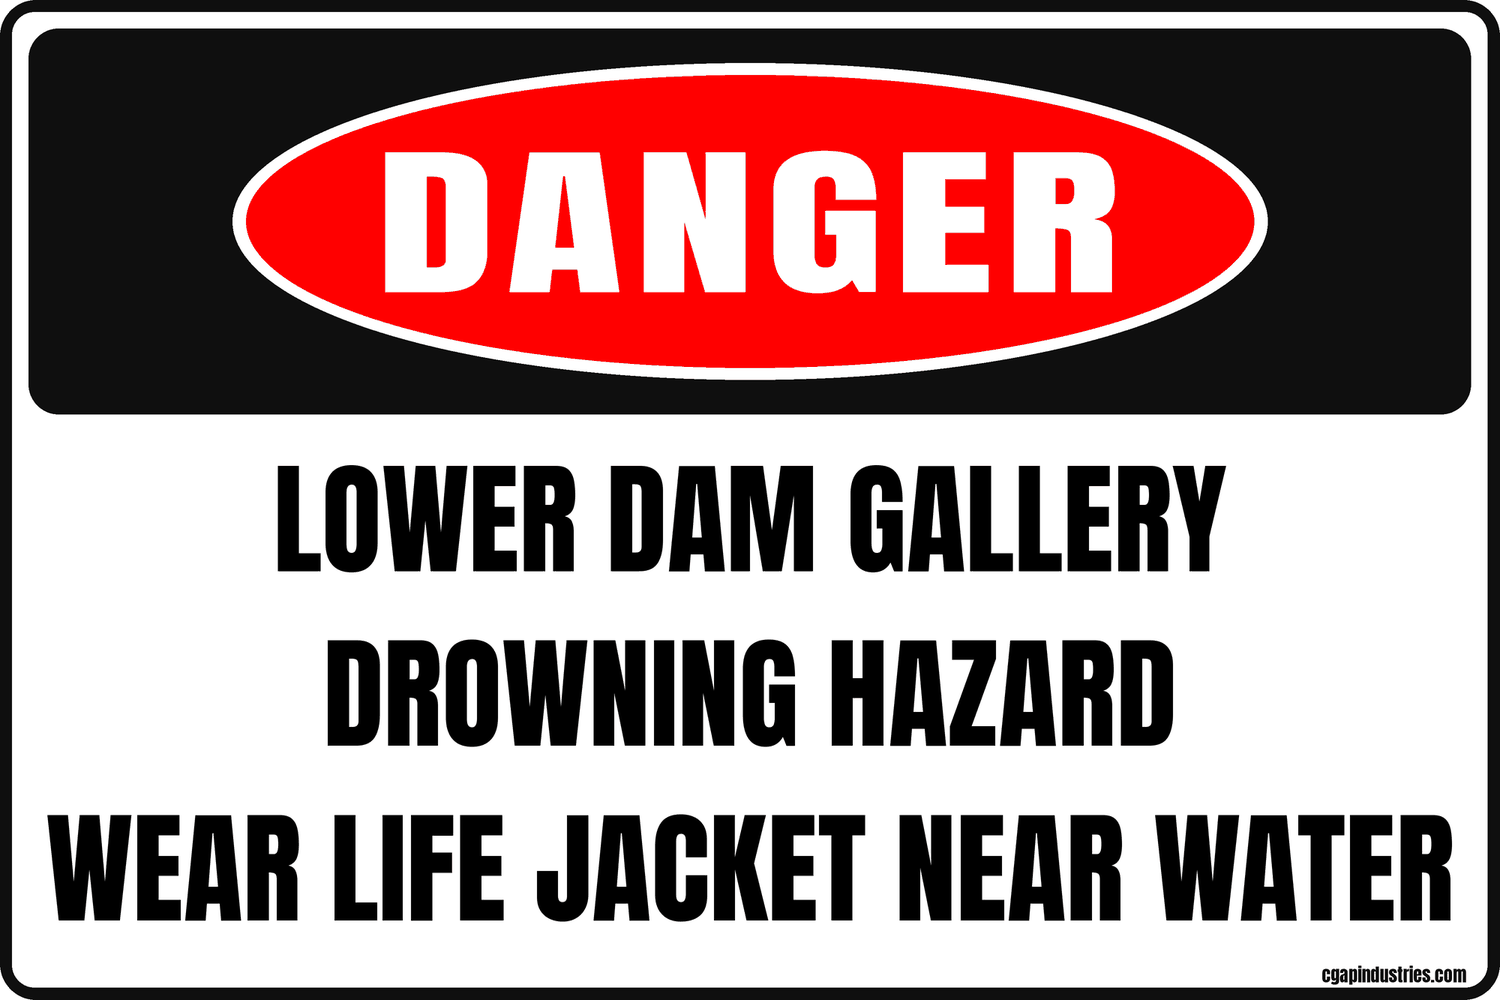 DANGER
LOWER DAM GALLERY
DROWNING HAZARD
WEAR LIFE JACKET NEAR WATER
cgapindustries.com